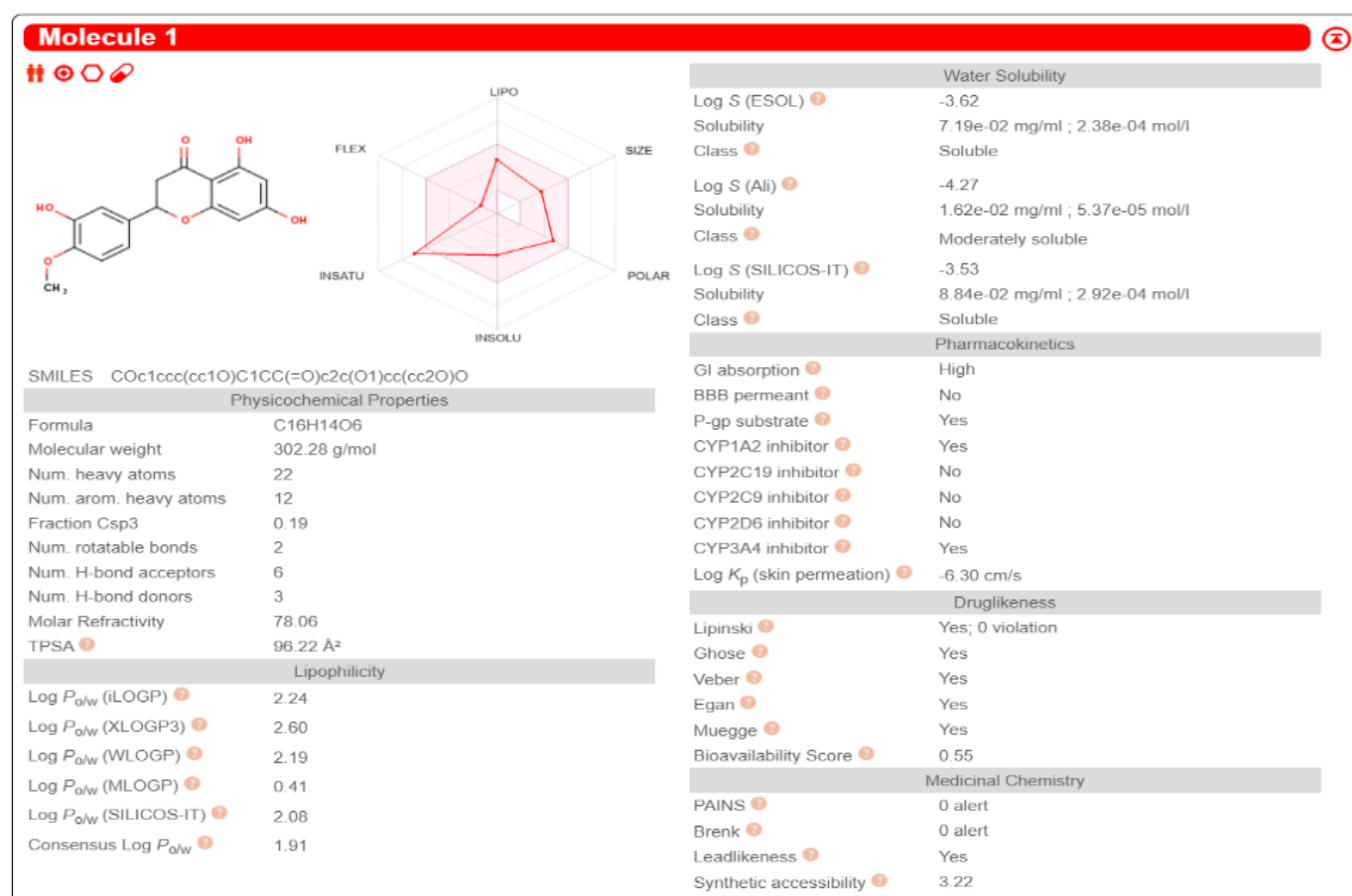 Molecule 1
LIPO
FLEX
SIZE
INSATU
POLAR
INSOLU
O
OH
HO
O
OH
O
CH3
SMILES COc1ccc(cc1O)C1CC(=O)c2c(O1)cc(cc2O)O
Physicochemical Properties
Formula C16H14O6
Molecular weight 302.28 g/mol
Num. heavy atoms 22
Num. arom. heavy atoms 12
Fraction Csp3 0.19
Num. rotatable bonds 2
Num. H-bond acceptors 6
Num. H-bond donors 3
Molar Refractivity 78.06
TPSA ? 96.22 Å²
Lipophilicity
Log Po/w (iLOGP) ? 2.24
Log Po/w (XLOGP3) ? 2.60
Log Po/w (WLOGP) ? 2.19
Log Po/w (MLOGP) ? 0.41
Log Po/w (SILICOS-IT) ? 2.08
Consensus Log Po/w ? 1.91
Water Solubility
Log S (ESOL) ? -3.62
Solubility 7.19e-02 mg/ml ; 2.38e-04 mol/l
Class ? Soluble
Log S (Ali) ? -4.27
Solubility 1.62e-02 mg/ml ; 5.37e-05 mol/l
Class ? Moderately soluble
Log S (SILICOS-IT) ? -3.53
Solubility 8.84e-02 mg/ml ; 2.92e-04 mol/l
Class ? Soluble
Pharmacokinetics
GI absorption ? High
BBB permeant ? No
P-gp substrate ? Yes
CYP1A2 inhibitor ? Yes
CYP2C19 inhibitor ? No
CYP2C9 inhibitor ? No
CYP2D6 inhibitor ? No
CYP3A4 inhibitor ? Yes
Log Kp (skin permeation) ? -6.30 cm/s
Druglikeness
Lipinski ? Yes; 0 violation
Ghose ? Yes
Veber ? Yes
Egan ? Yes
Muegge ? Yes
Bioavailability Score ? 0.55
Medicinal Chemistry
PAINS ? 0 alert
Brenk ? 0 alert
Leadlikeness ? Yes
Synthetic accessibility ? 3.22